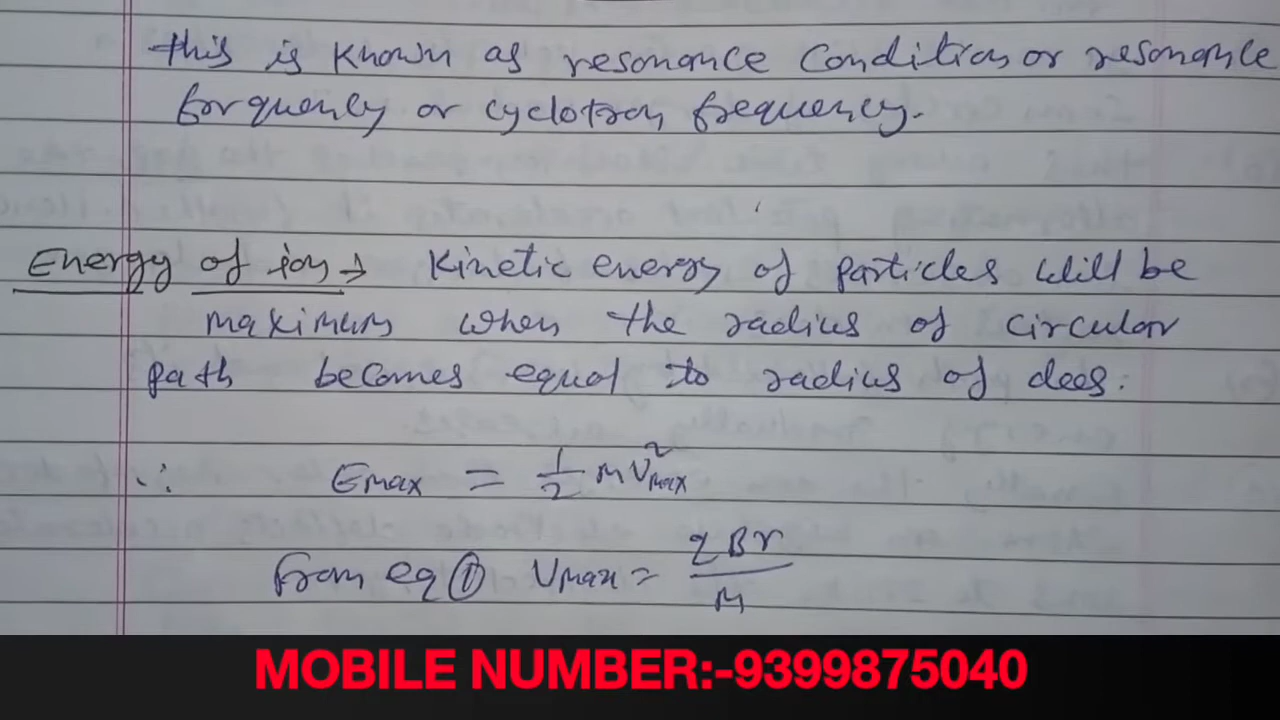 this is known as resonance condition or resonance
forquency or cyclotron frequency.
Energy of ion → Kinetic energy of particles will be
maximum when the radius of circular
path becomes equal to radius of dees.
∴ Emax = 1/2 mv²max
from eq ① Vmax = qBr/m
MOBILE NUMBER:-9399875040